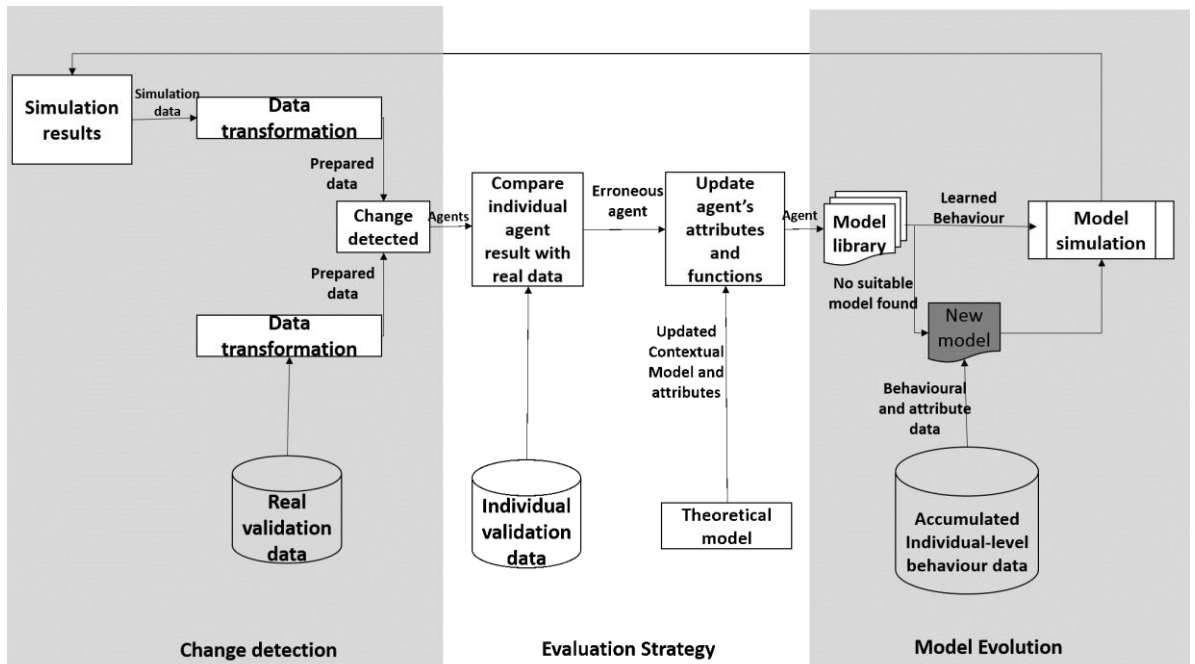 Simulation
results
Simulation
data
Data
transformation
Prepared
data
Change
detected
Prepared
data
Data
transformation
Real
validation
data
Change detection
Agents
Compare
individual
agent
result with
real data
Erroneous
agent
Update
agent's
attributes
and
functions
Updated
Contextual
Model and
attributes
Individual
validation
data
Theoretical
model
Evaluation Strategy
Agent
Model
library
Learned
Behaviour
Model
simulation
No suitable
model found
New
model
Behavioural
and attribute
data
Accumulated
Individual-level
behaviour data
Model Evolution